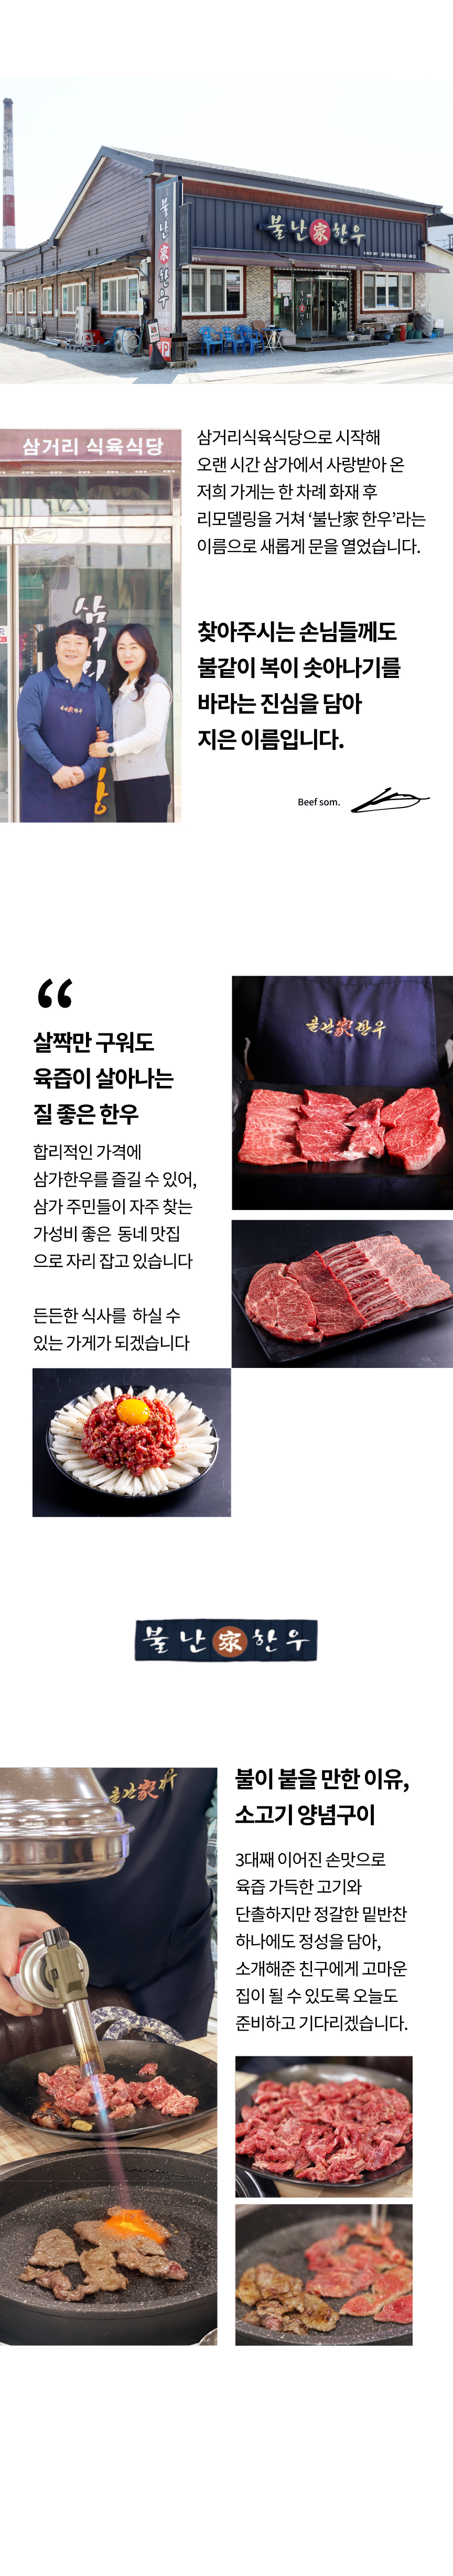 불난家한우
불난家한우
삼거리 식육식당
삼거리식육식당으로 시작해
오랜 시간 삼가에서 사랑받아 온
저희 가게는 한 차례 화재 후
리모델링을 거쳐 ‘불난家 한우’라는
이름으로 새롭게 문을 열었습니다.
찾아주시는 손님들께도
불같이 복이 솟아나기를
바라는 진심을 담아
지은 이름입니다.
Beef som.
“
살짝만 구워도
육즙이 살아나는
질 좋은 한우
합리적인 가격에
삼가한우를 즐길 수 있어,
삼가 주민들이 자주 찾는
가성비 좋은 동네 맛집
으로 자리 잡고 있습니다
든든한 식사를 하실 수
있는 가게가 되겠습니다
불난家한우
불난家한우
불난家한우
불이 붙을 만한 이유,
소고기 양념구이
3대째 이어진 손맛으로
육즙 가득한 고기와
단촐하지만 정갈한 밑반찬
하나에도 정성을 담아,
소개해준 친구에게 고마운
집이 될 수 있도록 오늘도
준비하고 기다리겠습니다.